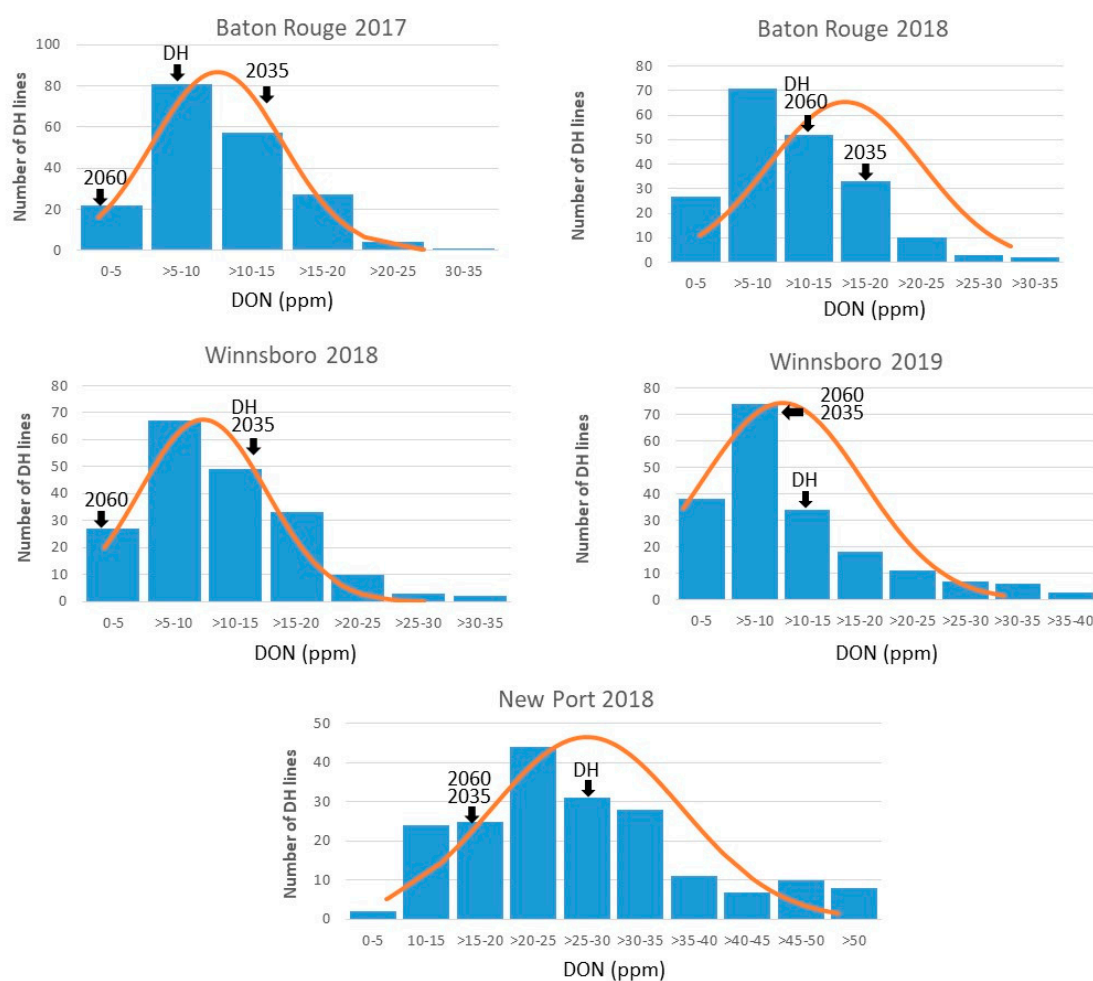 Baton Rouge 2017
Number of DH lines
100
80
60
40
20
0
2060
DH
2035
0-5 >5-10 >10-15 >15-20 >20-25 30-35
DON (ppm)
Baton Rouge 2018
Number of DH lines
80
70
60
50
40
30
20
10
0
DH
2060
2035
0-5 >5-10 >10-15 >15-20 >20-25 >25-30 >30-35
DON (ppm)
Winnsboro 2018
Number of DH lines
80
70
60
50
40
30
20
10
0
2060
DH
2035
0-5 >5-10 >10-15 >15-20 >20-25 >25-30 >30-35
DON (ppm)
Winnsboro 2019
Number of DH lines
80
70
60
50
40
30
20
10
0
2060
2035
DH
0-5 >5-10 >10-15 >15-20 >20-25 >25-30 >30-35 >35-40
DON (ppm)
New Port 2018
Number of DH lines
50
40
30
20
10
0
2060
2035
DH
0-5 10-15 >15-20 >20-25 >25-30 >30-35 >35-40 >40-45 >45-50 >50
DON (ppm)